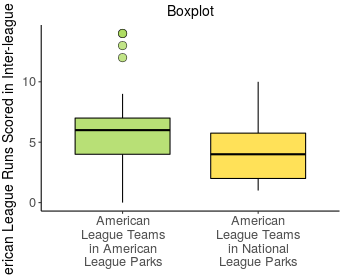 Boxplot
erican League Runs Scored in Inter-league
10
5
0
American
League Teams
in American
League Parks
American
League Teams
in National
League Parks